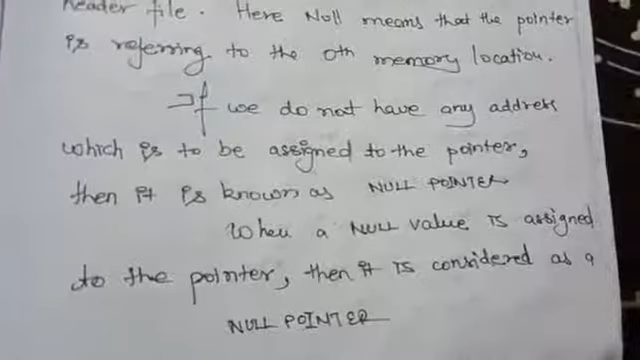 header file. Here Null means that the pointer
is referring to the 0th memory location.
If we do not have any address
which is to be assigned to the pointer,
then it is known as NULL POINTER
When a NULL value is assigned
to the pointer, then it is considered as a
NULL POINTER